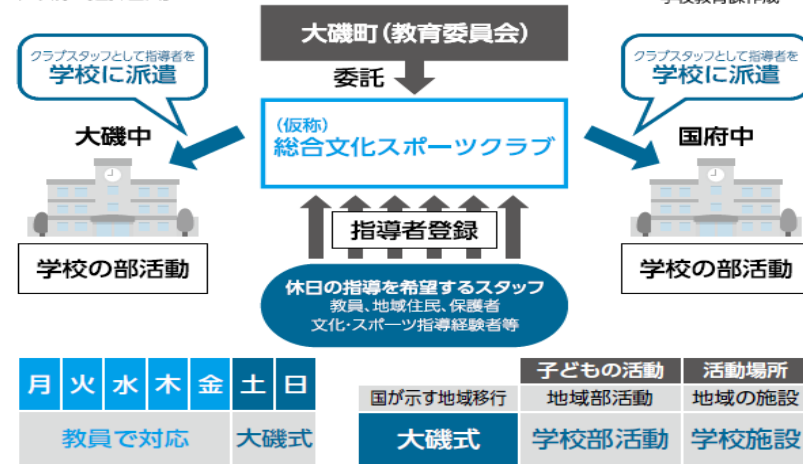 学校教育課作成
大磯町(教育委員会)
委託
クラブスタッフとして指導者を
学校に派遣
クラブスタッフとして指導者を
学校に派遣
大磯中
(仮称)
総合文化スポーツクラブ
国府中
指導者登録
学校の部活動
学校の部活動
休日の指導を希望するスタッフ
教員、地域住民、保護者
文化・スポーツ指導経験者等
月 火 水 木 金 土 日
教員で対応 大磯式
子どもの活動 活動場所
国が示す地域移行 地域部活動 地域の施設
大磯式 学校部活動 学校施設